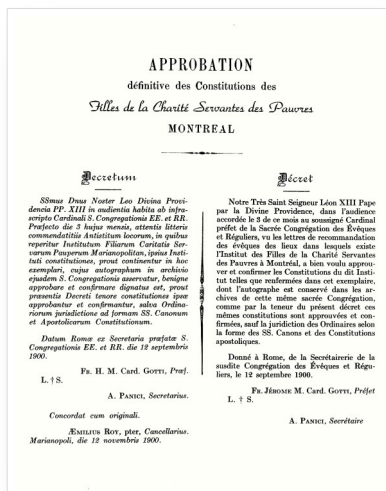 APPROBATION
définitive des Constitutions des
Filles de la Charité Servantes des Pauvres
MONTREAL
Decretum
SSmus Dnus Noster Leo Divina Provi-
dencia PP. XIII in audientia habita ab infra-
scripto Cardinali S. Congregationis EE. et RR.
Præfecto die 3 hujus mensis, attentis litteris
commendatitiis Antistitum locorum, in quibus
reperitur Institutum Filiarum Caritatis Ser-
varum Pauperum Marianopolitan, ipsius Insti-
tuti constitutiones, prout continentur in hoc
exemplari, cujus autographum in archivio
ejusdem S. Congregationis asservatur, benigne
approbare et confirmare dignatus est, prout
præsentis Decreti tenore constitutiones ipsæ
approbantur et confirmantur, salva Ordina-
riorum jurisdictione ad formam SS. Canonum
et Apostolicarum Constitutionum.
Datum Romæ ex Secretaria præfatæ S.
Congregationis EE. et RR. die 12 septembris
1900.
FR. H. M. Card. GOTTI, Præf.
L. † S.
A. PANICI, Secretarius.
Concordat cum originali.
ÆMILIUS ROY, pter, Cancellarius.
Marianopoli, die 12 novembris 1900.
Décret
Notre Très Saint Seigneur Léon XIII Pape
par la Divine Providence, dans l'audience
accordée le 3 de ce mois au soussigné Cardinal
préfet de la Sacrée Congrégation des Évêques
et Réguliers, vu les lettres de recommandation
des évêques des lieux dans lesquels existe
l'Institut des Filles de la Charité Servantes
des Pauvres à Montréal, a bien voulu approu-
ver et confirmer les Constitutions du dit Insti-
tut telles que renfermées dans cet exemplaire,
dont l'autographe est conservé dans les ar-
chives de cette même sacrée Congrégation,
comme par la teneur du présent décret ces
mêmes constitutions sont approuvées et con-
firmées, sauf la juridiction des Ordinaires selon
la forme des SS. Canons et des Constitutions
apostoliques.
Donné à Rome, de la Secrétairerie de la
susdite Congrégation des Évêques et Régu-
liers, le 12 septembre 1900.
FR. JÉROME M. Card. GOTTI, Préfet
L. † S.
A. PANICI, Secrétaire